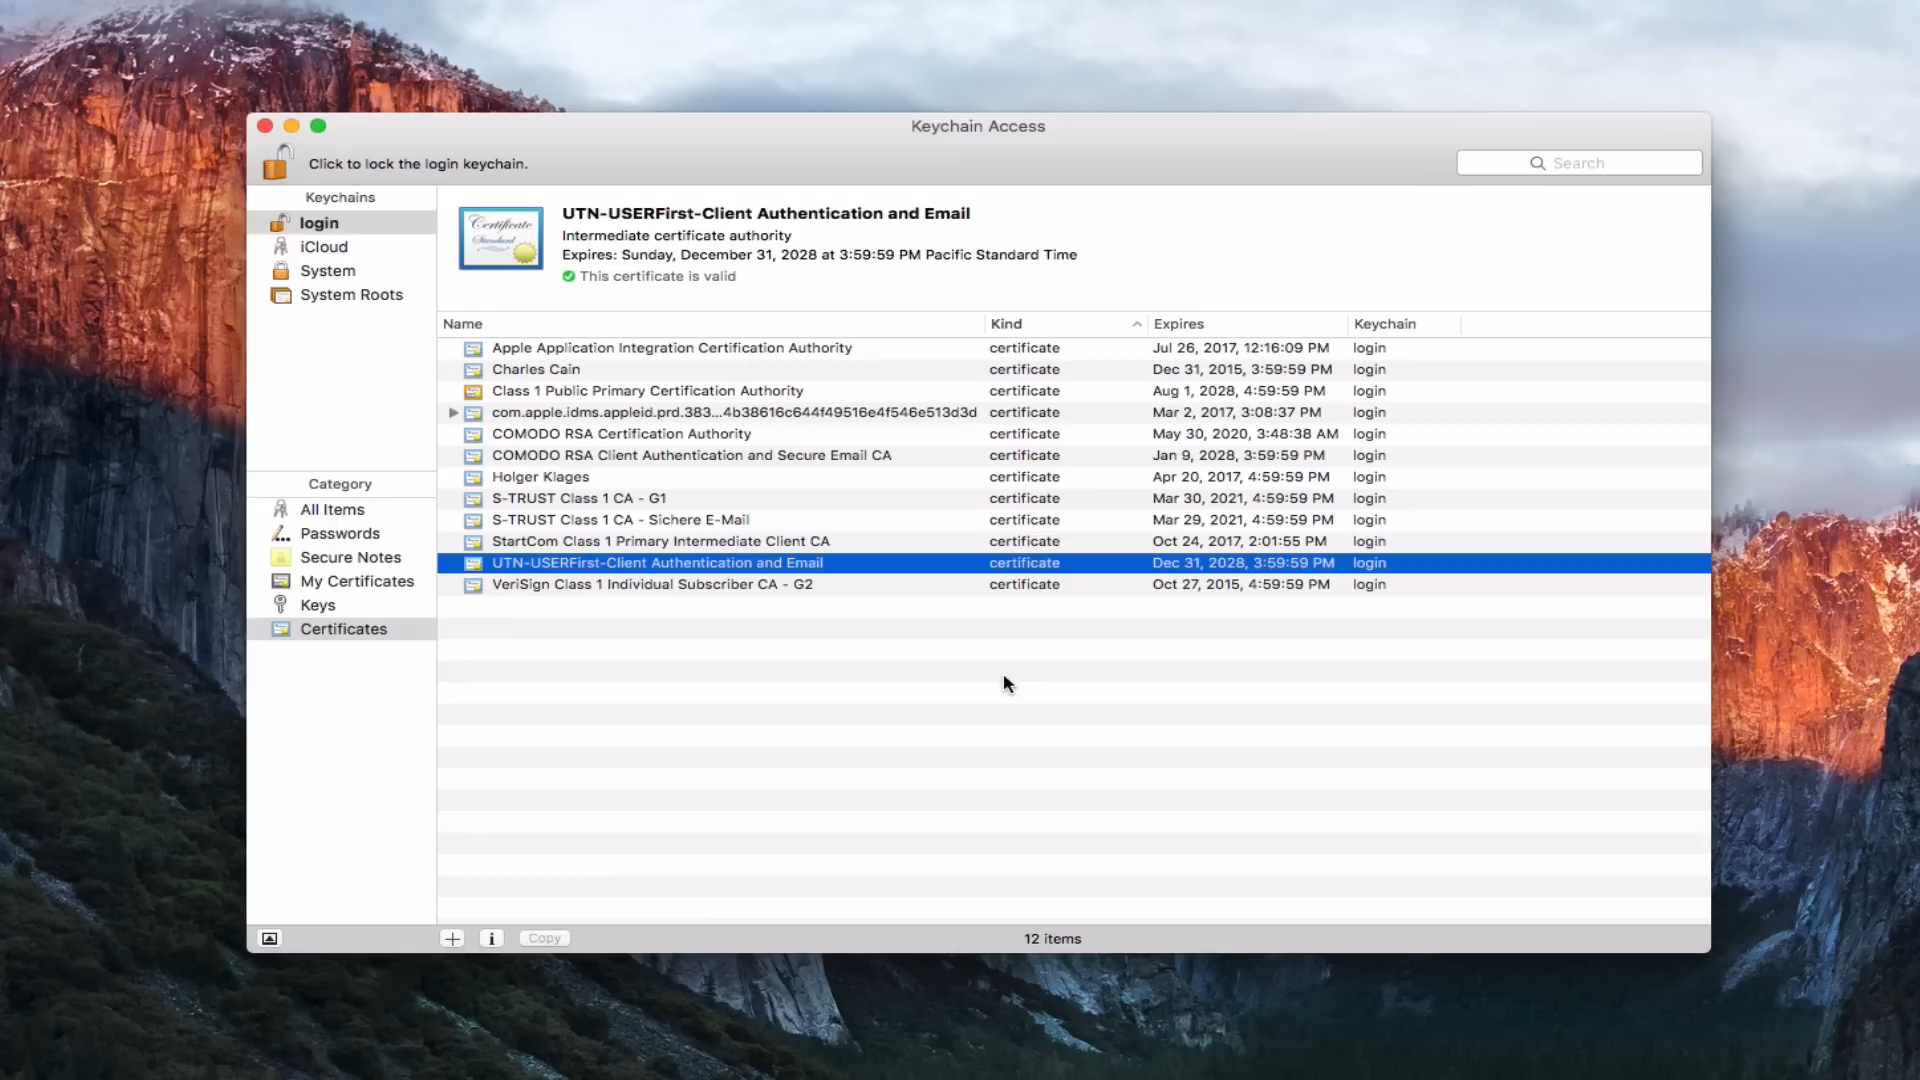 Keychain Access
Click to lock the login keychain.
Search
Keychains
login
iCloud
System
System Roots
Certificate
Standard
UTN-USERFirst-Client Authentication and Email
Intermediate certificate authority
Expires: Sunday, December 31, 2028 at 3:59:59 PM Pacific Standard Time
This certificate is valid
Name Kind Expires Keychain
Apple Application Integration Certification Authority certificate Jul 26, 2017, 12:16:09 PM login
Charles Cain certificate Dec 31, 2015, 3:59:59 PM login
Class 1 Public Primary Certification Authority certificate Aug 1, 2028, 4:59:59 PM login
com.apple.idms.appleid.prd.383...4b38616c644f49516e4f546e513d3d certificate Mar 2, 2017, 3:08:37 PM login
COMODO RSA Certification Authority certificate May 30, 2020, 3:48:38 AM login
COMODO RSA Client Authentication and Secure Email CA certificate Jan 9, 2028, 3:59:59 PM login
Holger Klages certificate Apr 20, 2017, 4:59:59 PM login
S-TRUST Class 1 CA - G1 certificate Mar 30, 2021, 4:59:59 PM login
S-TRUST Class 1 CA - Sichere E-Mail certificate Mar 29, 2021, 4:59:59 PM login
StartCom Class 1 Primary Intermediate Client CA certificate Oct 24, 2017, 2:01:55 PM login
UTN-USERFirst-Client Authentication and Email certificate Dec 31, 2028, 3:59:59 PM login
VeriSign Class 1 Individual Subscriber CA - G2 certificate Oct 27, 2015, 4:59:59 PM login
Category
All Items
Passwords
Secure Notes
My Certificates
Keys
Certificates
Copy
12 items